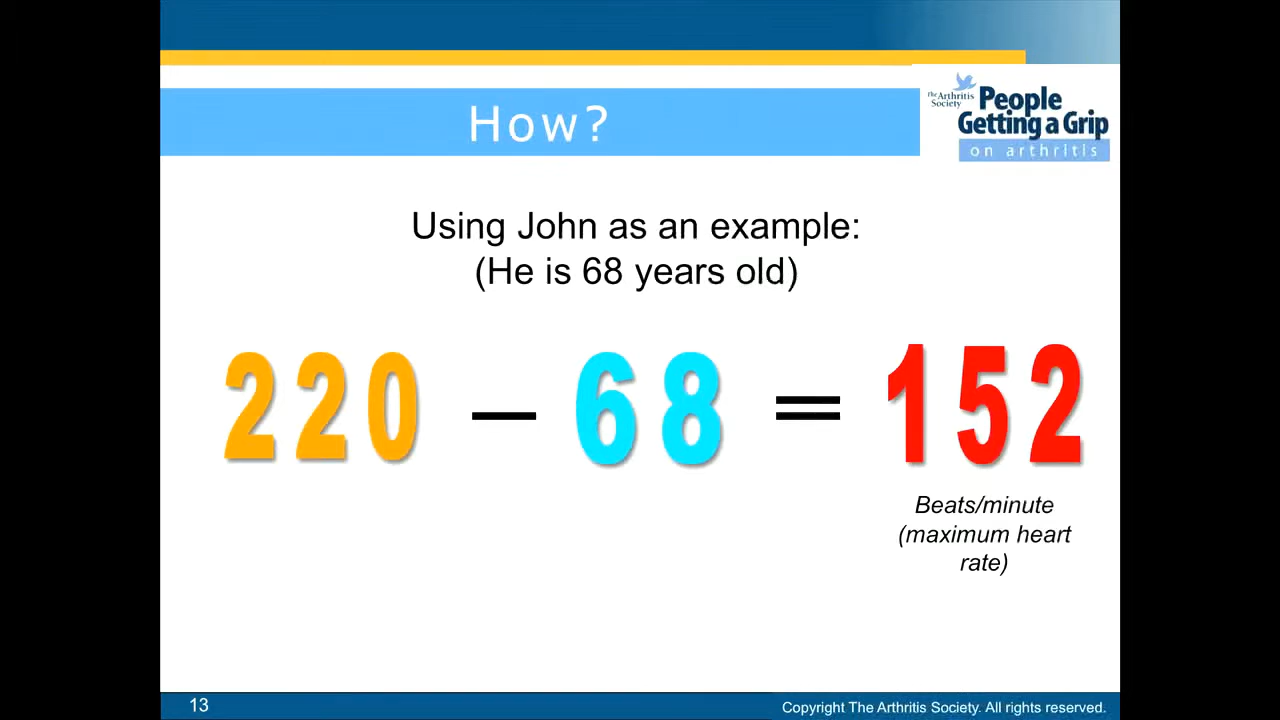 How?
The Arthritis
Society
People
Getting a Grip
on arthritis
Using John as an example:
(He is 68 years old)
220 – 68 = 152
Beats/minute
(maximum heart
rate)
13
Copyright The Arthritis Society. All rights reserved.